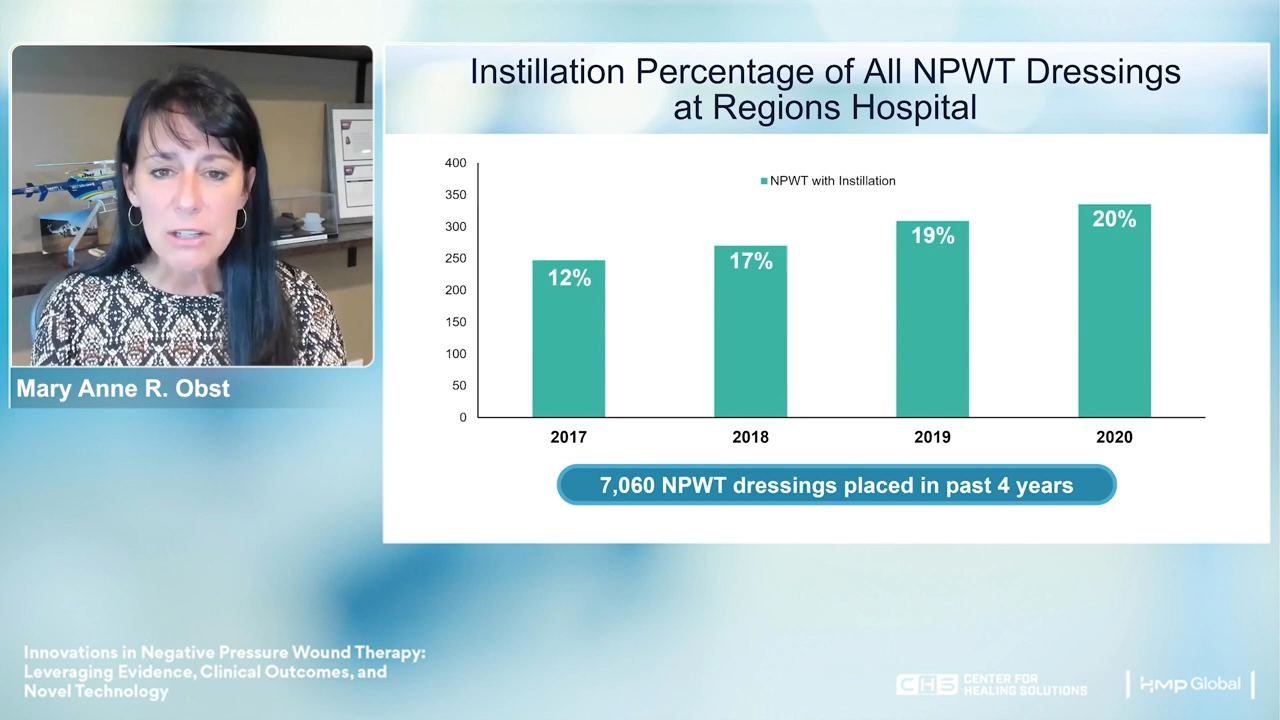 Instillation Percentage of All NPWT Dressings
at Regions Hospital
400
350
300
250
200
150
100
50
0
NPWT with Instillation
12%
17%
19%
20%
2017
2018
2019
2020
7,060 NPWT dressings placed in past 4 years
Mary Anne R. Obst
Innovations in Negative Pressure Wound Therapy:
Leveraging Evidence, Clinical Outcomes, and
Novel Technology
CHS
CENTER FOR
HEALING SOLUTIONS
HMP Global